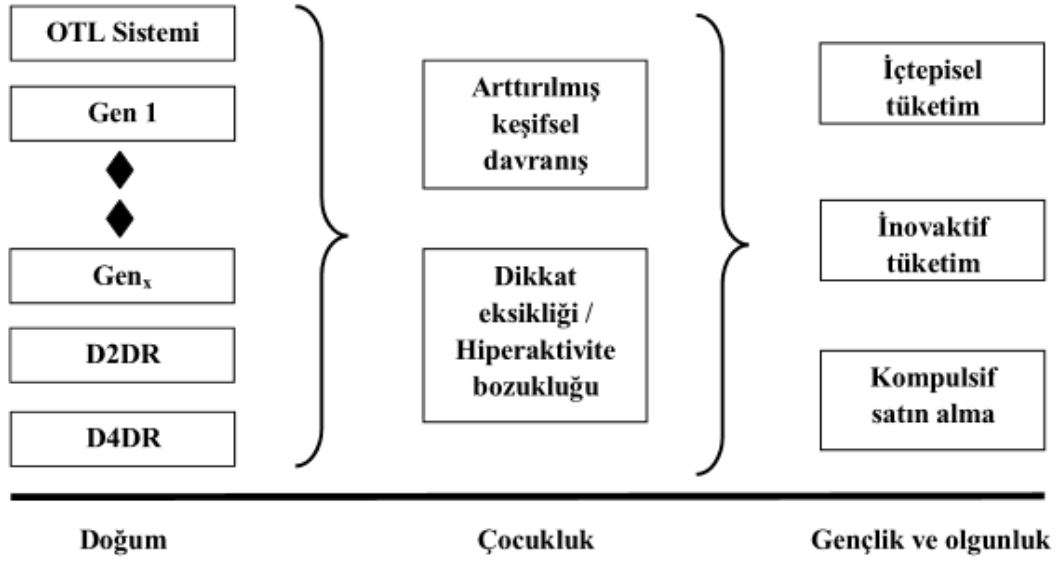 OTL Sistemi
Gen 1
Genₓ
D2DR
D4DR
Arttırılmış
keşifsel
davranış
Dikkat
eksikliği /
Hiperaktivite
bozukluğu
İçtepisel
tüketim
İnovaktif
tüketim
Kompulsif
satın alma
Doğum
Çocukluk
Gençlik ve olgunluk